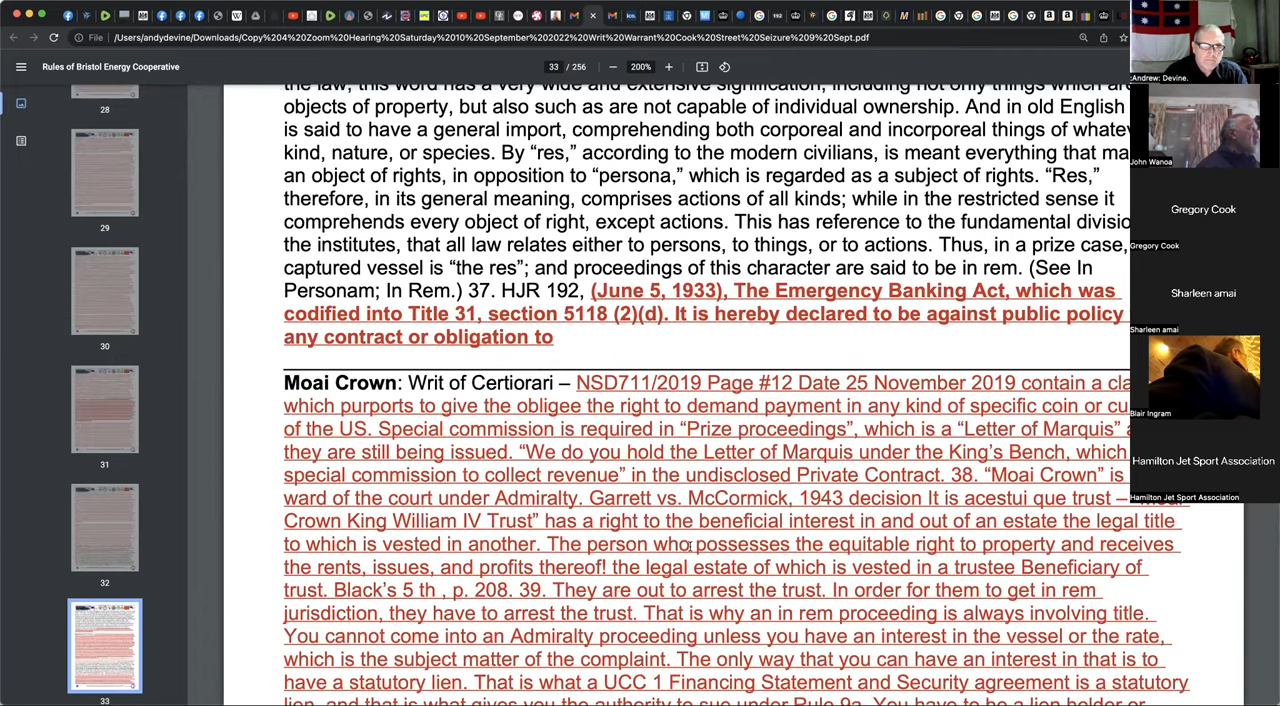 File
/Users/andydevine/Downloads/Copy%204%20Zoom%20Hearing%20Saturday%2010%20September%202022%20Writ%20Warrant%20Cook%20Street%20Seizure%209%20Sept.pdf
Rules of Bristol Energy Cooperative
33 / 256
200%
28
29
30
31
32
33
the law, this word has a very wide and extensive signification, including not only things which are
objects of property, but also such as are not capable of individual ownership. And in old English
is said to have a general import, comprehending both corporeal and incorporeal things of whatev
kind, nature, or species. By “res,” according to the modern civilians, is meant everything that ma
an object of rights, in opposition to “persona,” which is regarded as a subject of rights. “Res,”
therefore, in its general meaning, comprises actions of all kinds; while in the restricted sense it
comprehends every object of right, except actions. This has reference to the fundamental divisio
the institutes, that all law relates either to persons, to things, or to actions. Thus, in a prize case,
captured vessel is “the res”; and proceedings of this character are said to be in rem. (See In
Personam; In Rem.) 37. HJR 192, (June 5, 1933), The Emergency Banking Act, which was
codified into Title 31, section 5118 (2)(d). It is hereby declared to be against public policy
any contract or obligation to
Moai Crown: Writ of Certiorari – NSD711/2019 Page #12 Date 25 November 2019 contain a cla
which purports to give the obligee the right to demand payment in any kind of specific coin or cu
of the US. Special commission is required in “Prize proceedings”, which is a “Letter of Marquis”
they are still being issued. “We do you hold the Letter of Marquis under the King’s Bench, which
special commission to collect revenue” in the undisclosed Private Contract. 38. “Moai Crown” is
ward of the court under Admiralty. Garrett vs. McCormick, 1943 decision It is acestui que trust –
Crown King William IV Trust” has a right to the beneficial interest in and out of an estate the legal title
to which is vested in another. The person who possesses the equitable right to property and receives
the rents, issues, and profits thereof! the legal estate of which is vested in a trustee Beneficiary of
trust. Black’s 5 th , p. 208. 39. They are out to arrest the trust. In order for them to get in rem
jurisdiction, they have to arrest the trust. That is why an in rem proceeding is always involving title.
You cannot come into an Admiralty proceeding unless you have an interest in the vessel or the rate,
which is the subject matter of the complaint. The only way that you can have an interest in that is to
have a statutory lien. That is what a UCC 1 Financing Statement and Security agreement is a statutory
lien, and that is what gives you the authority to sue under Rule 9a. You have to be a lien holder or
:Andrew: Devine.
John Wanoa
Gregory Cook
Gregory Cook
Sharleen amai
Sharleen amai
Blair Ingram
Hamilton Jet Sport Association
Hamilton Jet Sport Association